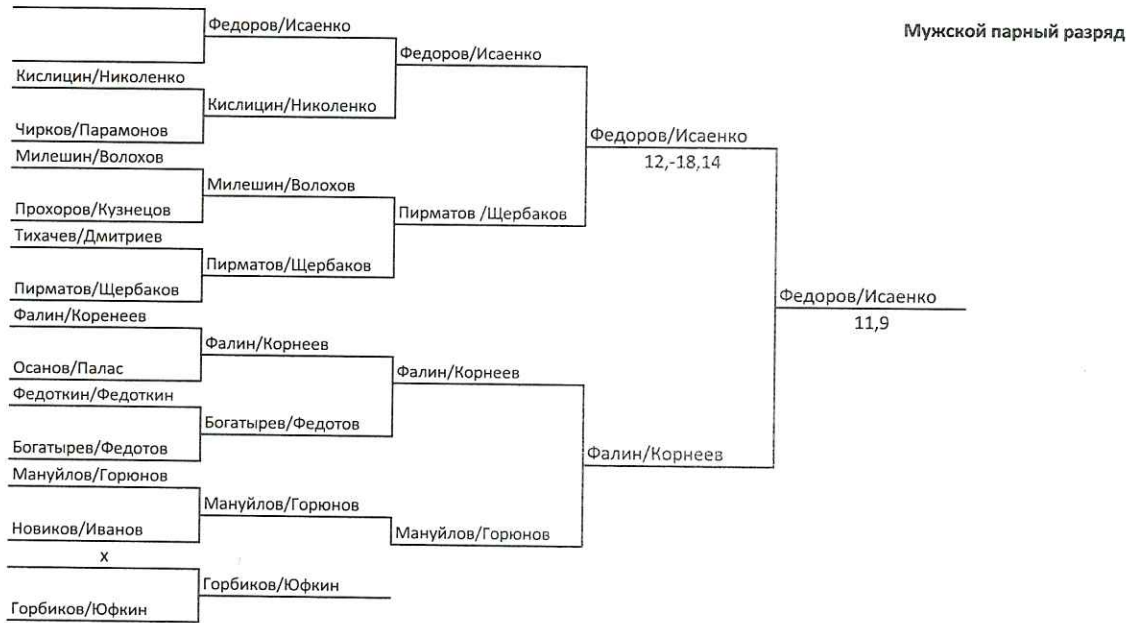 Мужской парный разряд
Федоров/Исаенко
Федоров/Исаенко
Кислицин/Николенко
Кислицин/Николенко
Чирков/Парамонов
Федоров/Исаенко
12,-18,14
Милешин/Волохов
Милешин/Волохов
Прохоров/Кузнецов
Пирматов /Щербаков
Тихачев/Дмитриев
Пирматов/Щербаков
Пирматов/Щербаков
Федоров/Исаенко
11,9
Фалин/Коренеев
Фалин/Корнеев
Осанов/Палас
Фалин/Корнеев
Федоткин/Федоткин
Богатырев/Федотов
Богатырев/Федотов
Фалин/Корнеев
Мануйлов/Горюнов
Мануйлов/Горюнов
Новиков/Иванов
Мануйлов/Горюнов
х
Горбиков/Юфкин
Горбиков/Юфкин